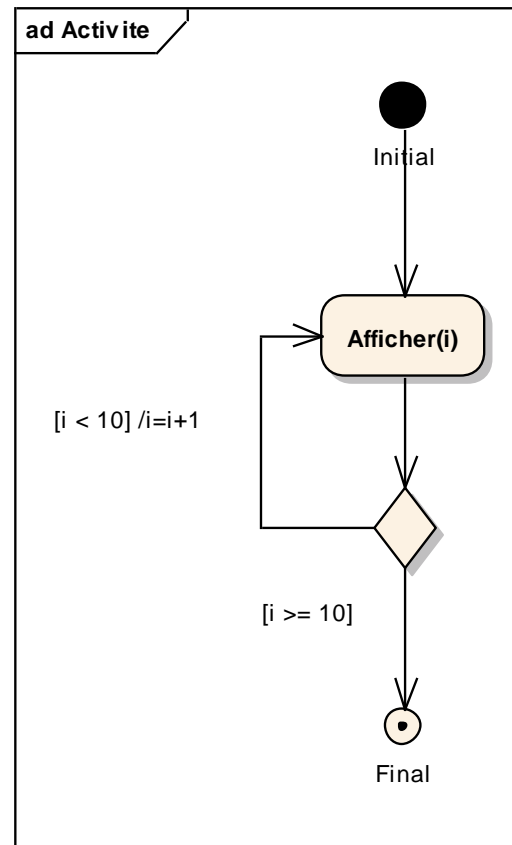 ad Activite
Initial
Afficher(i)
[i < 10] /i=i+1
[i >= 10]
Final